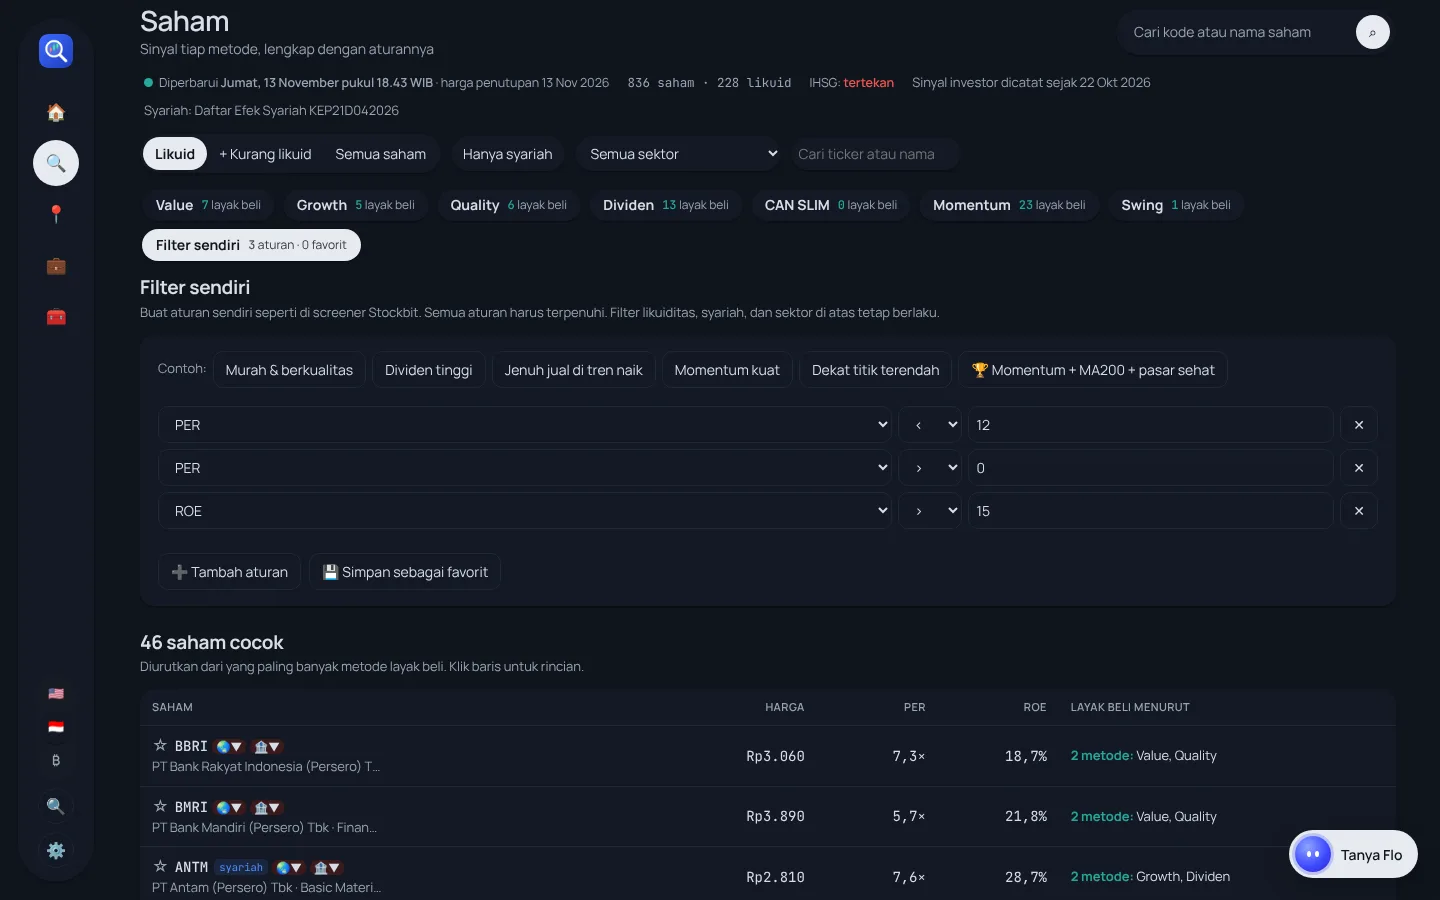 Saham
Sinyal tiap metode, lengkap dengan aturannya
Cari kode atau nama saham
Diperbarui Jumat, 13 November pukul 18.43 WIB · harga penutupan 13 Nov 2026 836 saham · 228 likuid IHSG: tertekan Sinyal investor dicatat sejak 22 Okt 2026
Syariah: Daftar Efek Syariah KEP21D042026
Likuid + Kurang likuid Semua saham Hanya syariah Semua sektor Cari ticker atau nama
Value 7 layak beli Growth 5 layak beli Quality 6 layak beli Dividen 13 layak beli CAN SLIM 0 layak beli Momentum 23 layak beli Swing 1 layak beli
Filter sendiri 3 aturan · 0 favorit
Filter sendiri
Buat aturan sendiri seperti di screener Stockbit. Semua aturan harus terpenuhi. Filter likuiditas, syariah, dan sektor di atas tetap berlaku.
Contoh: Murah & berkualitas Dividen tinggi Jenuh jual di tren naik Momentum kuat Dekat titik terendah 🏆 Momentum + MA200 + pasar sehat
PER < 12 ×
PER > 0 ×
ROE > 15 ×
➕ Tambah aturan 💾 Simpan sebagai favorit
46 saham cocok
Diurutkan dari yang paling banyak metode layak beli. Klik baris untuk rincian.
SAHAM HARGA PER ROE LAYAK BELI MENURUT
☆ BBRI 🌏▼ 🏦▼
PT Bank Rakyat Indonesia (Persero) T…
Rp3.060 7,3× 18,7% 2 metode: Value, Quality
☆ BMRI 🌏▼ 🏦▼
PT Bank Mandiri (Persero) Tbk · Finan…
Rp3.890 5,7× 21,8% 2 metode: Value, Quality
☆ ANTM syariah 🌏▼ 🏦▼
PT Antam (Persero) Tbk · Basic Materi…
Rp2.810 7,6× 28,7% 2 metode: Growth, Dividen
Tanya Flo